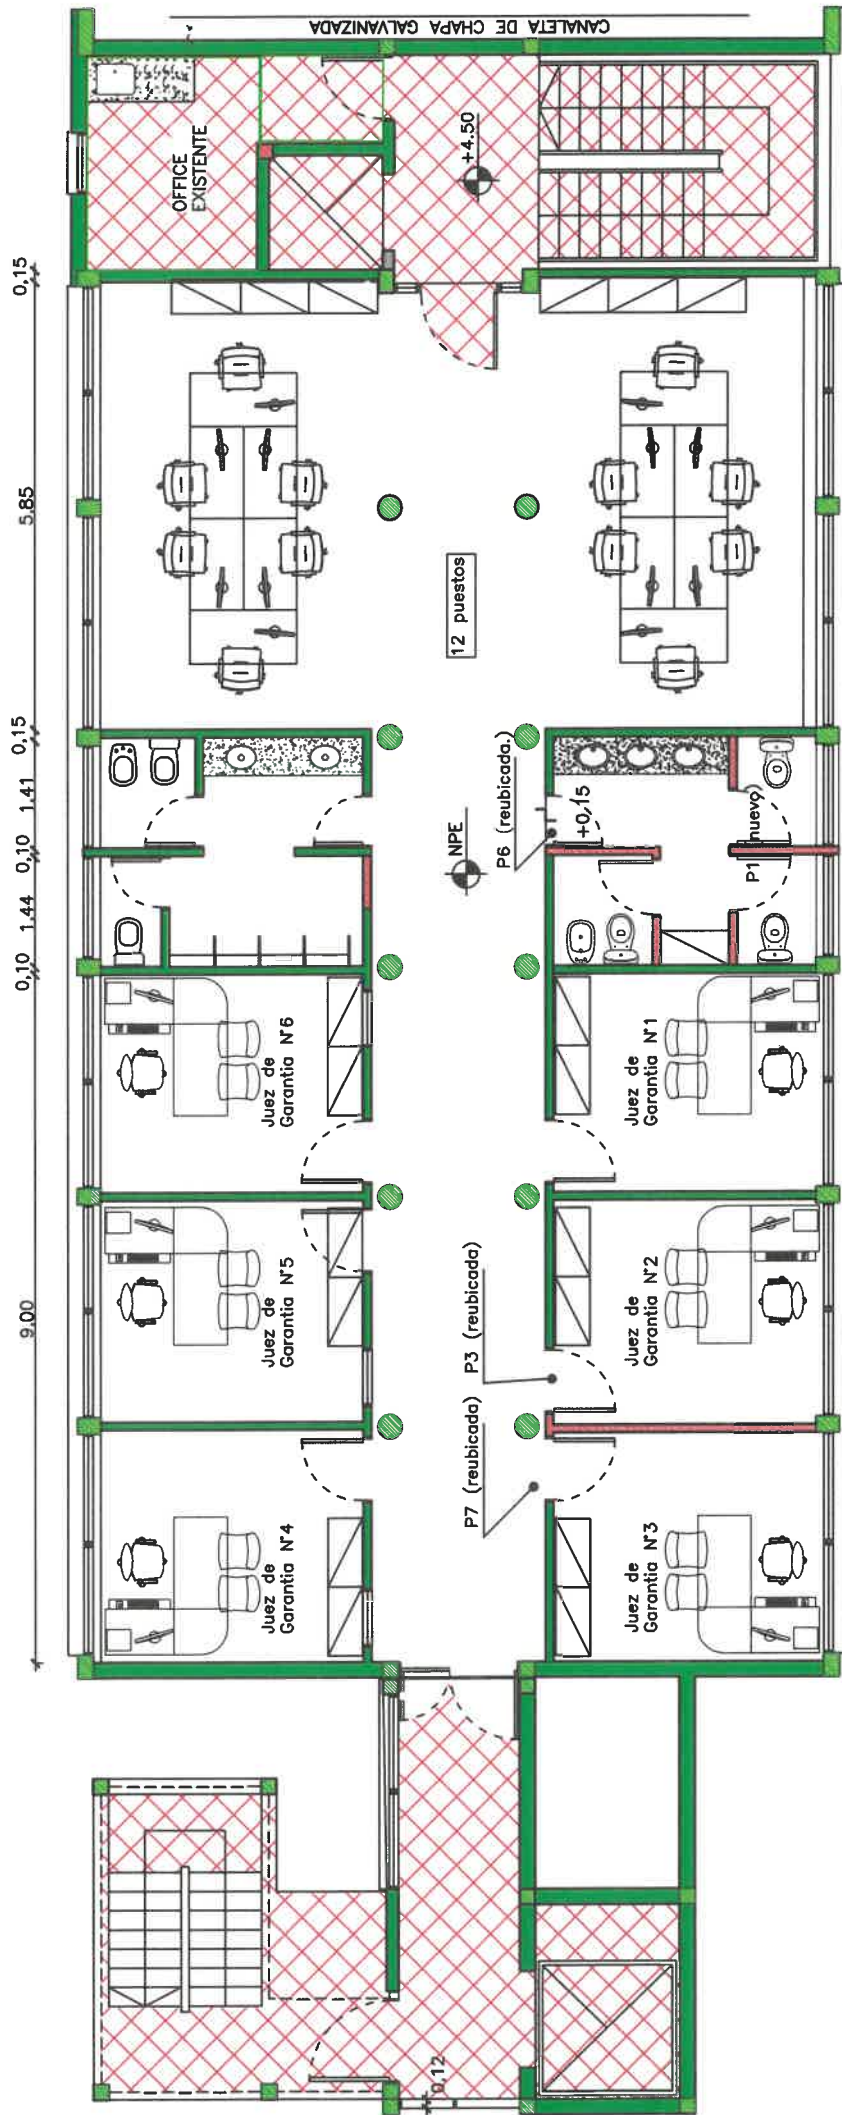 CANALETA DE CHAPA GALVANIZADA
OFFICE
EXISTENTE
+4.50
0,15
5.85
0,15
1,41
0,10
1,44
0,10
9.00
12 puestos
NPE
P6 (reubicada.)
+0,15
P1 (nuevo)
Juez de
Garantia N°6
Juez de
Garantia N°1
Juez de
Garantia N°5
Juez de
Garantia N°2
P3 (reubicada)
P7 (reubicada)
Juez de
Garantia N°4
Juez de
Garantia N°3
0,12